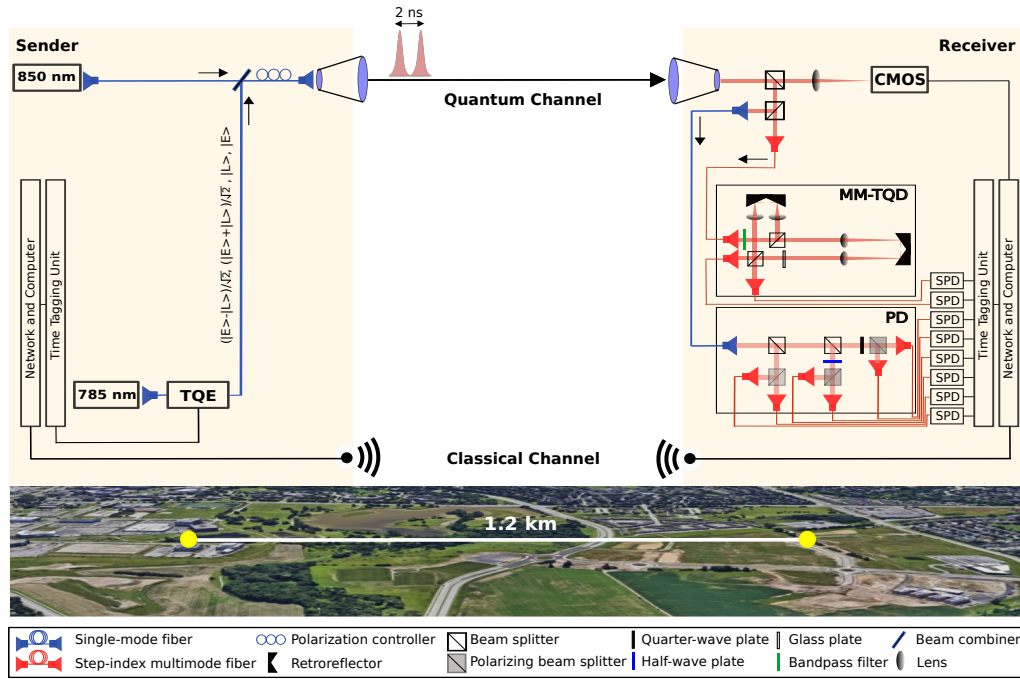 2 ns
Sender
Receiver
850 nm
CMOS
Quantum Channel
(|E>-|L>)/√2, (|E>+|L>)/√2, |L>, |E>
MM-TQD
Network and Computer
Time Tagging Unit
SPD
SPD
SPD
SPD
SPD
SPD
SPD
SPD
Time Tagging Unit
Network and Computer
PD
785 nm
TQE
Classical Channel
1.2 km
Single-mode fiber
Polarization controller
Beam splitter
Quarter-wave plate
Glass plate
Beam combiner
Step-index multimode fiber
Retroreflector
Polarizing beam splitter
Half-wave plate
Bandpass filter
Lens